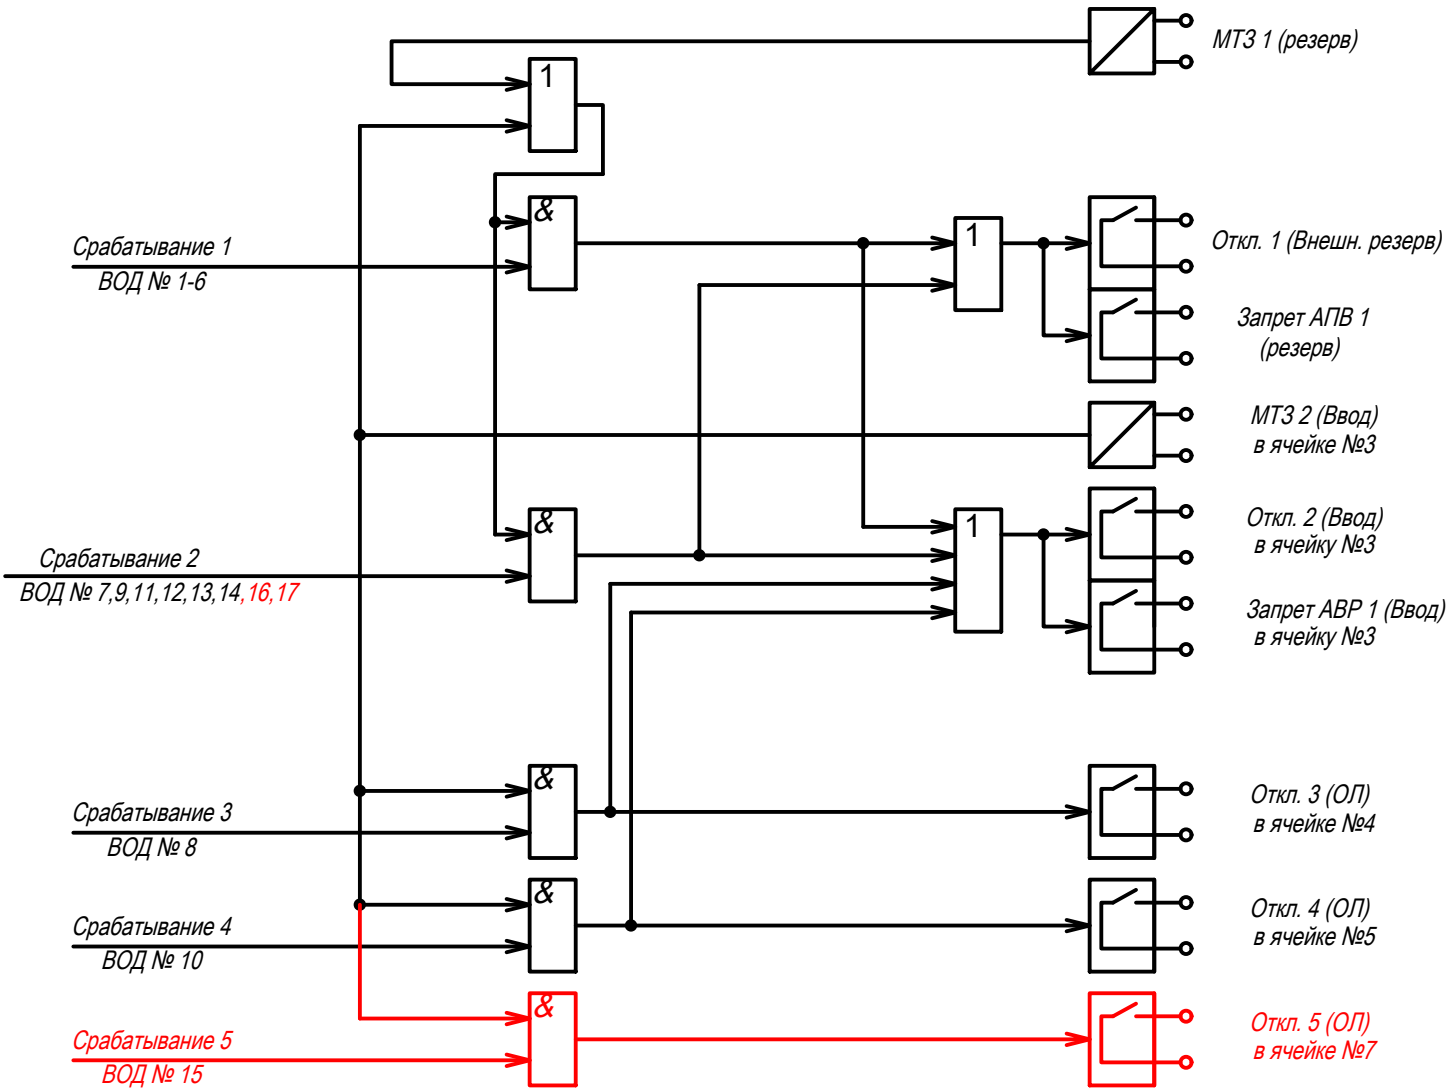 МТЗ 1 (резерв)
1
&
Срабатывание 1
ВОД № 1-6
1
Откл. 1 (Внешн. резерв)
Запрет АПВ 1
(резерв)
МТЗ 2 (Ввод)
в ячейке №3
&
Срабатывание 2
ВОД № 7,9,11,12,13,14,16,17
1
Откл. 2 (Ввод)
в ячейку №3
Запрет АВР 1 (Ввод)
в ячейку №3
&
Срабатывание 3
ВОД № 8
Откл. 3 (ОЛ)
в ячейке №4
&
Срабатывание 4
ВОД № 10
Откл. 4 (ОЛ)
в ячейке №5
&
Срабатывание 5
ВОД № 15
Откл. 5 (ОЛ)
в ячейке №7